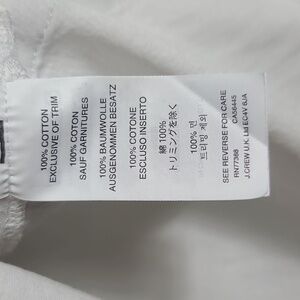 100% COTTON
EXCLUSIVE OF TRIM
100% COTON
SAUF GARNITURES
100% BAUMWOLLE
AUSGENOMMEN BESATZ
100% COTONE
ESCLUSO INSERTO
綿 100%
トリミングを除く
100% 면
트리밍 제외
SEE REVERSE FOR CARE
RN77388 CA36445
J.CREW U.K. Ltd EC4V 6JA